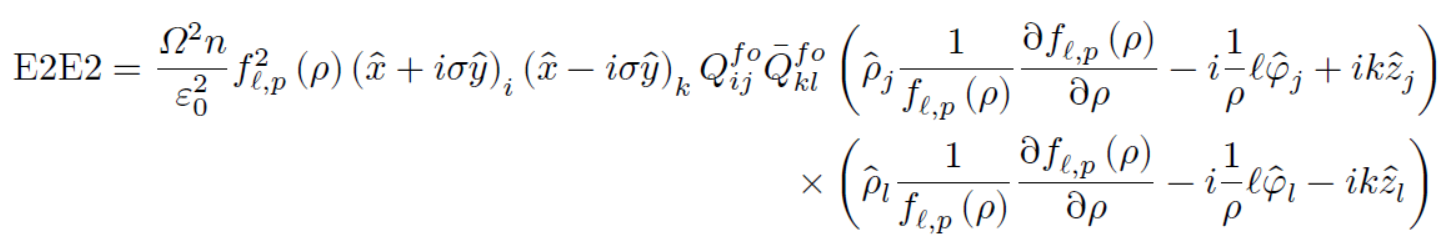 E2E2 = \frac{\Omega^2 n}{\varepsilon_0^2} f_{\ell,p}^2 (\rho) (\hat{x} + i\sigma\hat{y})_i (\hat{x} - i\sigma\hat{y})_k Q_{ij}^{fo} \bar{Q}_{kl}^{fo} \left( \hat{\rho}_j \frac{1}{f_{\ell,p}(\rho)} \frac{\partial f_{\ell,p}(\rho)}{\partial \rho} - i\frac{1}{\rho}\ell\hat{\varphi}_j + ik\hat{z}_j \right)
\times \left( \hat{\rho}_l \frac{1}{f_{\ell,p}(\rho)} \frac{\partial f_{\ell,p}(\rho)}{\partial \rho} - i\frac{1}{\rho}\ell\hat{\varphi}_l - ik\hat{z}_l \right)